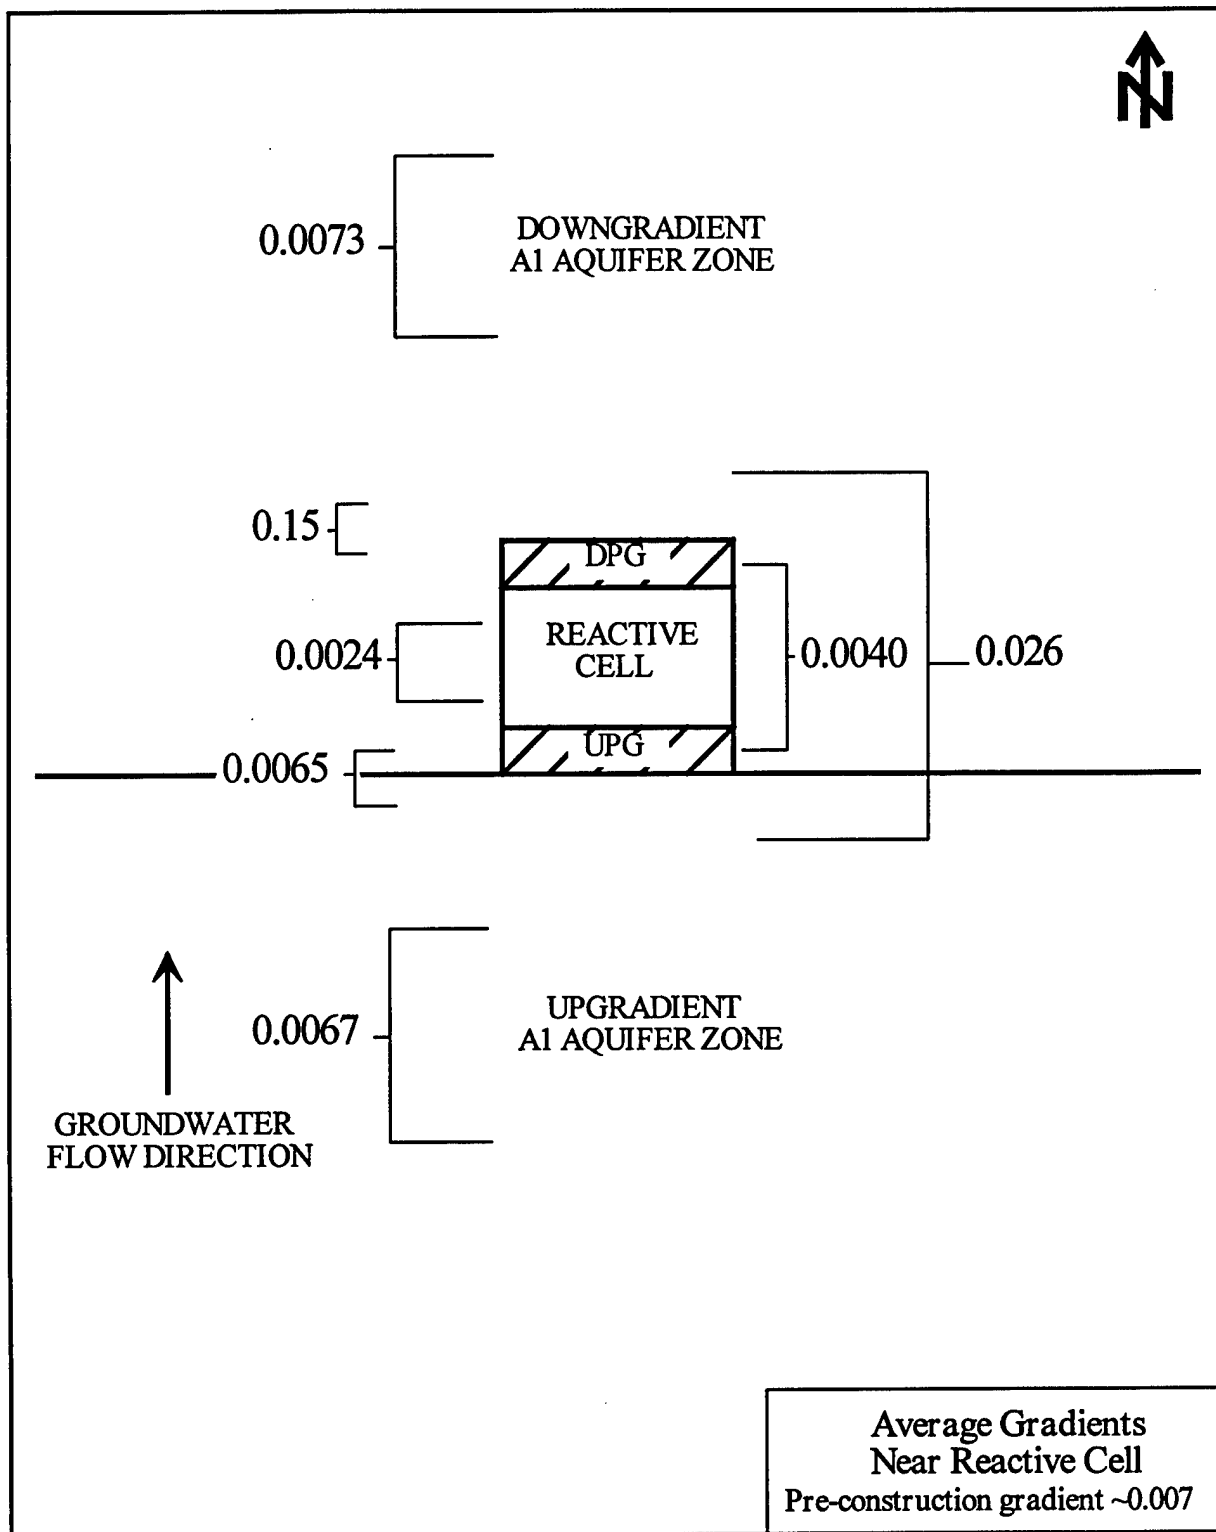 N
0.0073
DOWNGRADIENT
A1 AQUIFER ZONE
0.15
DPG
REACTIVE
CELL
0.0024
0.0040
0.026
UPG
0.0065
UPGRADIENT
A1 AQUIFER ZONE
0.0067
GROUNDWATER
FLOW DIRECTION
Average Gradients
Near Reactive Cell
Pre-construction gradient ~0.007